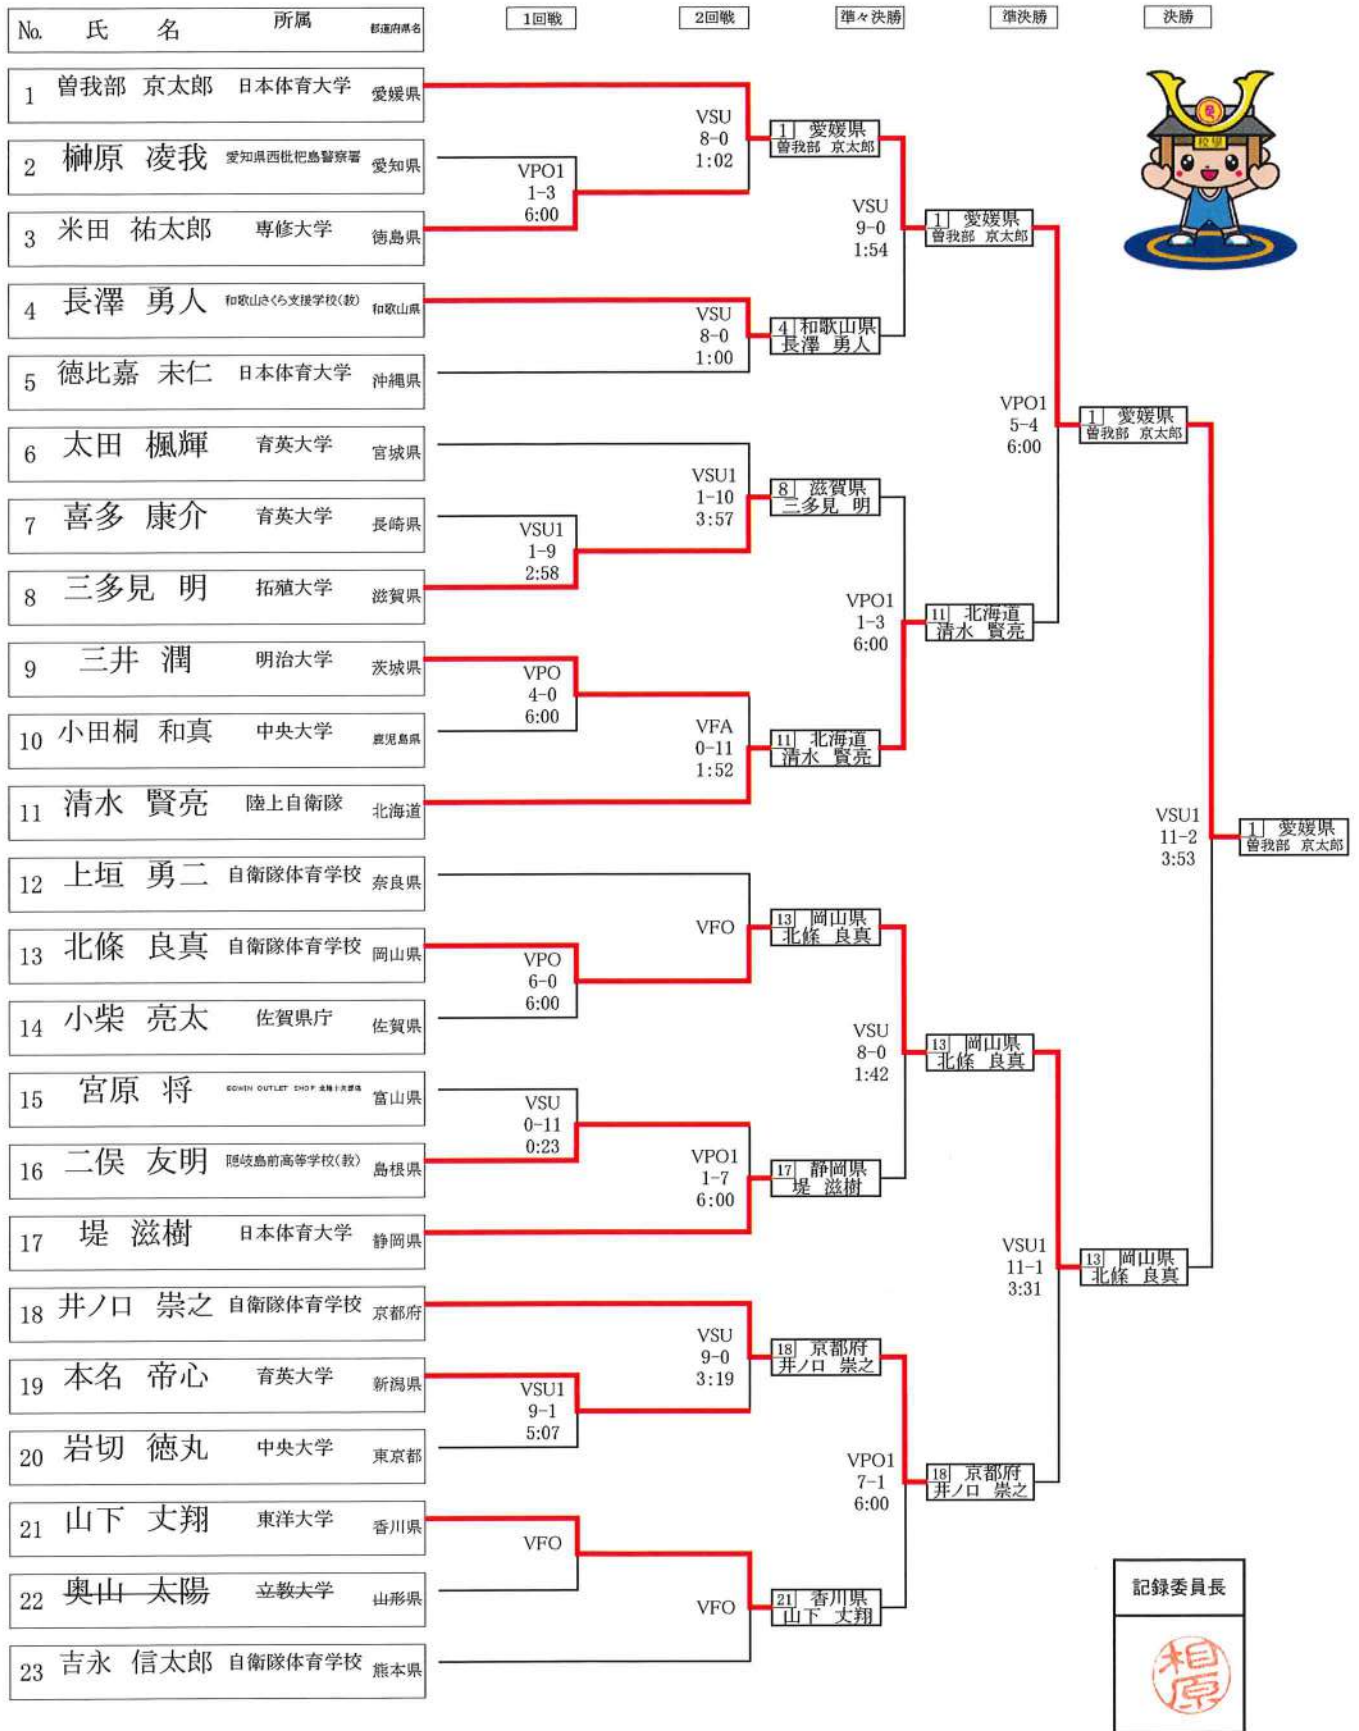 No. 氏 名 所属 都道府県名 1回戦 2回戦 準々決勝 準決勝 決勝
1 曽我部 京太郎 日本体育大学 愛媛県
2 榊原 凌我 愛知県西枇杷島警察署 愛知県
3 米田 祐太郎 専修大学 徳島県
4 長澤 勇人 和歌山さくら支援学校(教) 和歌山県
5 徳比嘉 未仁 日本体育大学 沖縄県
6 太田 楓輝 育英大学 宮城県
7 喜多 康介 育英大学 長崎県
8 三多見 明 拓殖大学 滋賀県
9 三井 潤 明治大学 茨城県
10 小田桐 和真 中央大学 鹿児島県
11 清水 賢亮 陸上自衛隊 北海道
12 上垣 勇二 自衛隊体育学校 奈良県
13 北條 良真 自衛隊体育学校 岡山県
14 小柴 亮太 佐賀県庁 佐賀県
15 宮原 将 EDWIN OUTLET SHOP 富山県
16 二俣 友明 隠岐島前高等学校(教) 島根県
17 堤 滋樹 日本体育大学 静岡県
18 井ノ口 崇之 自衛隊体育学校 京都府
19 本名 帝心 育英大学 新潟県
20 岩切 徳丸 中央大学 東京都
21 山下 丈翔 東洋大学 香川県
22 奥山 太陽 立教大学 山形県
23 吉永 信太郎 自衛隊体育学校 熊本県
VPO1
1-3
6:00
VSU1
1-9
2:58
VPO
4-0
6:00
VPO
6-0
6:00
VSU
0-11
0:23
VSU1
9-1
5:07
VFO
VSU
8-0
1:02
VSU
8-0
1:00
VSU1
1-10
3:57
VFA
0-11
1:52
VFO
VPO1
1-7
6:00
VSU
9-0
3:19
VFO
1 愛媛県
曽我部 京太郎
4 和歌山県
長澤 勇人
8 滋賀県
三多見 明
11 北海道
清水 賢亮
13 岡山県
北條 良真
17 静岡県
堤 滋樹
18 京都府
井ノ口 崇之
21 香川県
山下 丈翔
VSU
9-0
1:54
VPO1
1-3
6:00
VSU
8-0
1:42
VPO1
7-1
6:00
1 愛媛県
曽我部 京太郎
11 北海道
清水 賢亮
13 岡山県
北條 良真
18 京都府
井ノ口 崇之
VPO1
5-4
6:00
VSU1
11-1
3:31
1 愛媛県
曽我部 京太郎
13 岡山県
北條 良真
VSU1
11-2
3:53
1 愛媛県
曽我部 京太郎
記録委員長
相原